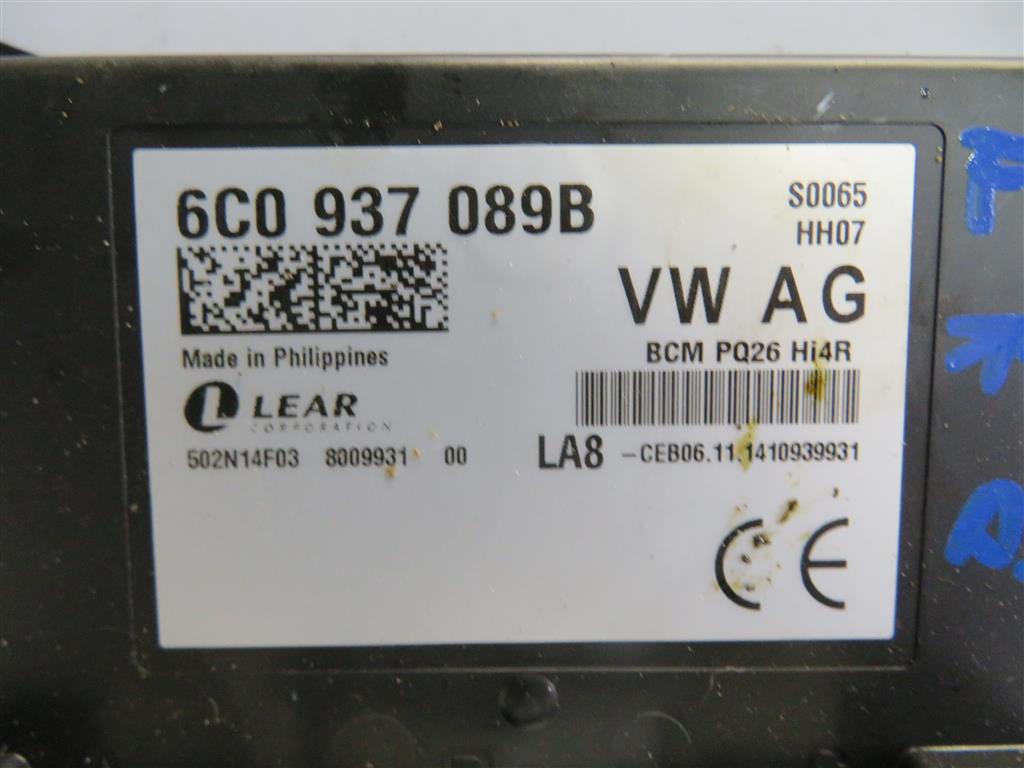 6C0 937 089B
S0065
HH07
VW AG
Made in Philippines
BCM PQ26 Hi4R
LEAR
CORPORATION
502N14F03 8009931 00
LA8 -CEB06.11.1410939931
CE